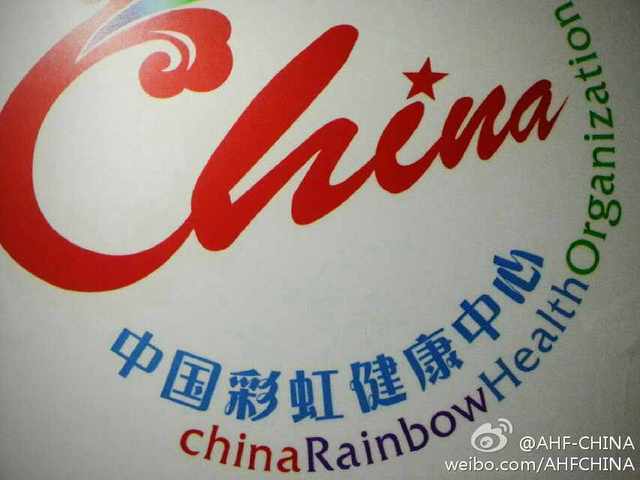 China
中国彩虹健康中心
chinaRainbowHealthOrganization
@AHF-CHINA
weibo.com/AHFCHINA